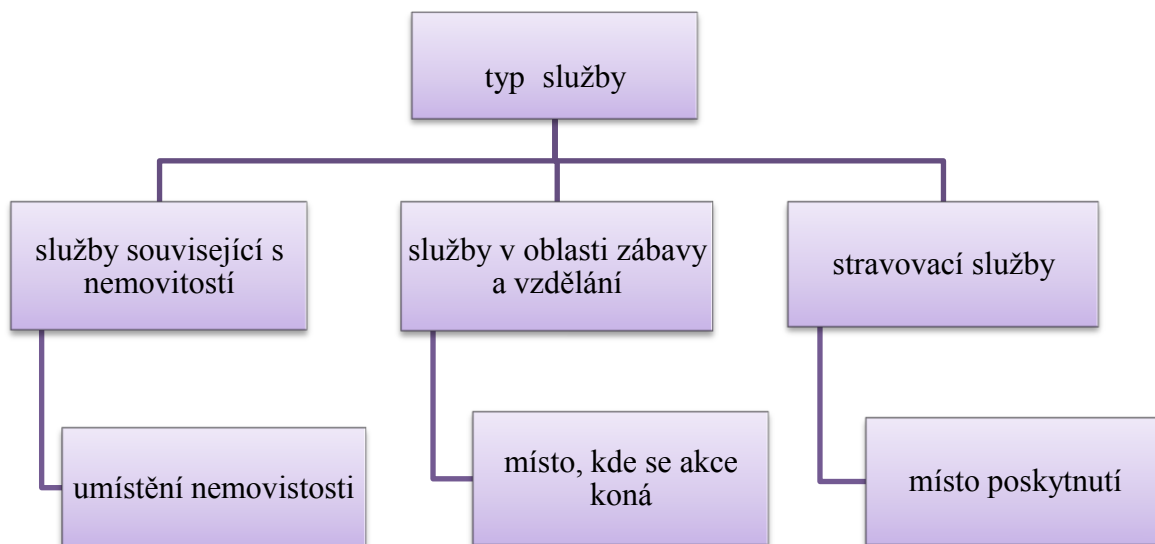 typ služby
služby související s
nemovitostí
služby v oblasti zábavy
a vzdělání
stravovací služby
umístění nemovistosti
místo, kde se akce
koná
místo poskytnutí